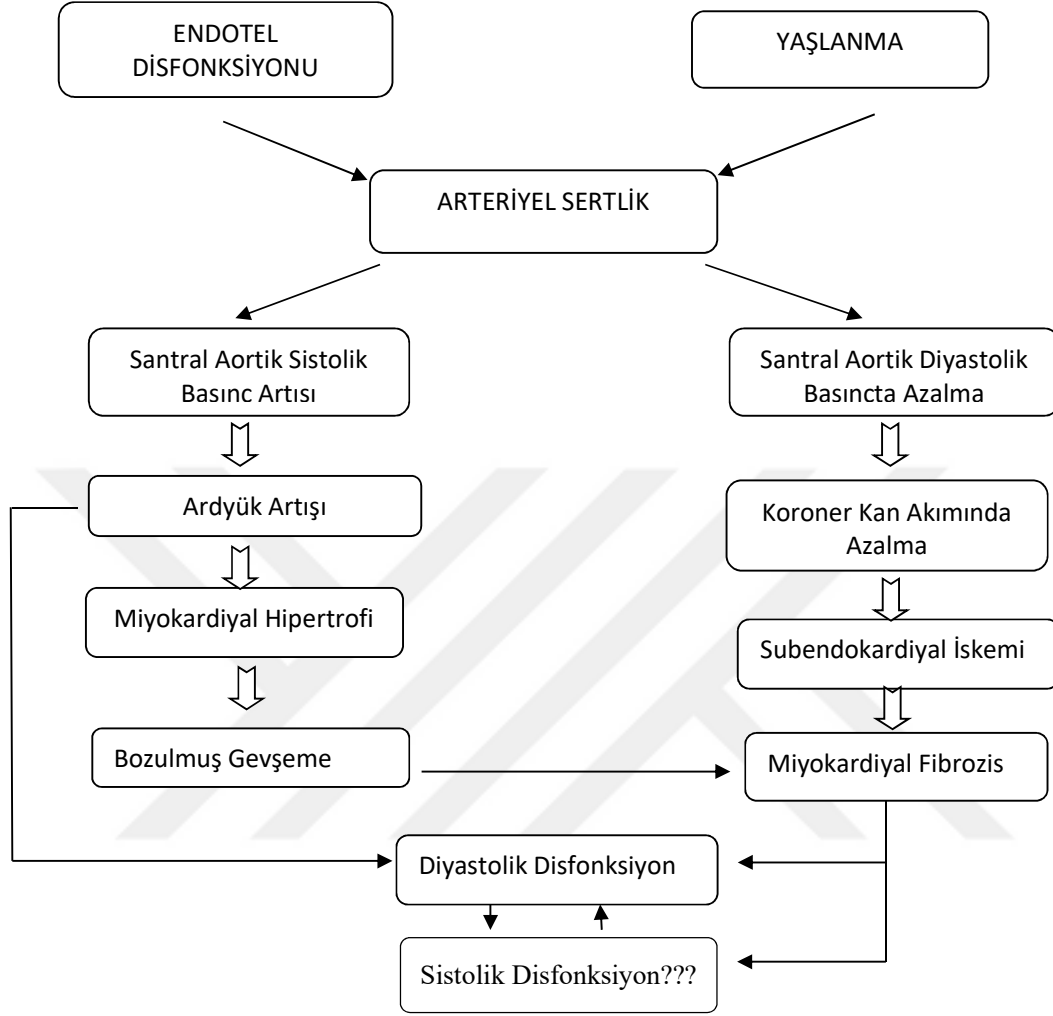 ENDOTEL
DİSFONKSİYONU
YAŞLANMA
ARTERİYEL SERTLİK
Santral Aortik Sistolik
Basınc Artısı
Santral Aortik Diyastolik
Basıncta Azalma
Ardyük Artışı
Koroner Kan Akımında
Azalma
Miyokardiyal Hipertrofi
Subendokardiyal İskemi
Bozulmuş Gevşeme
Miyokardiyal Fibrozis
Diyastolik Disfonksiyon
Sistolik Disfonksiyon???